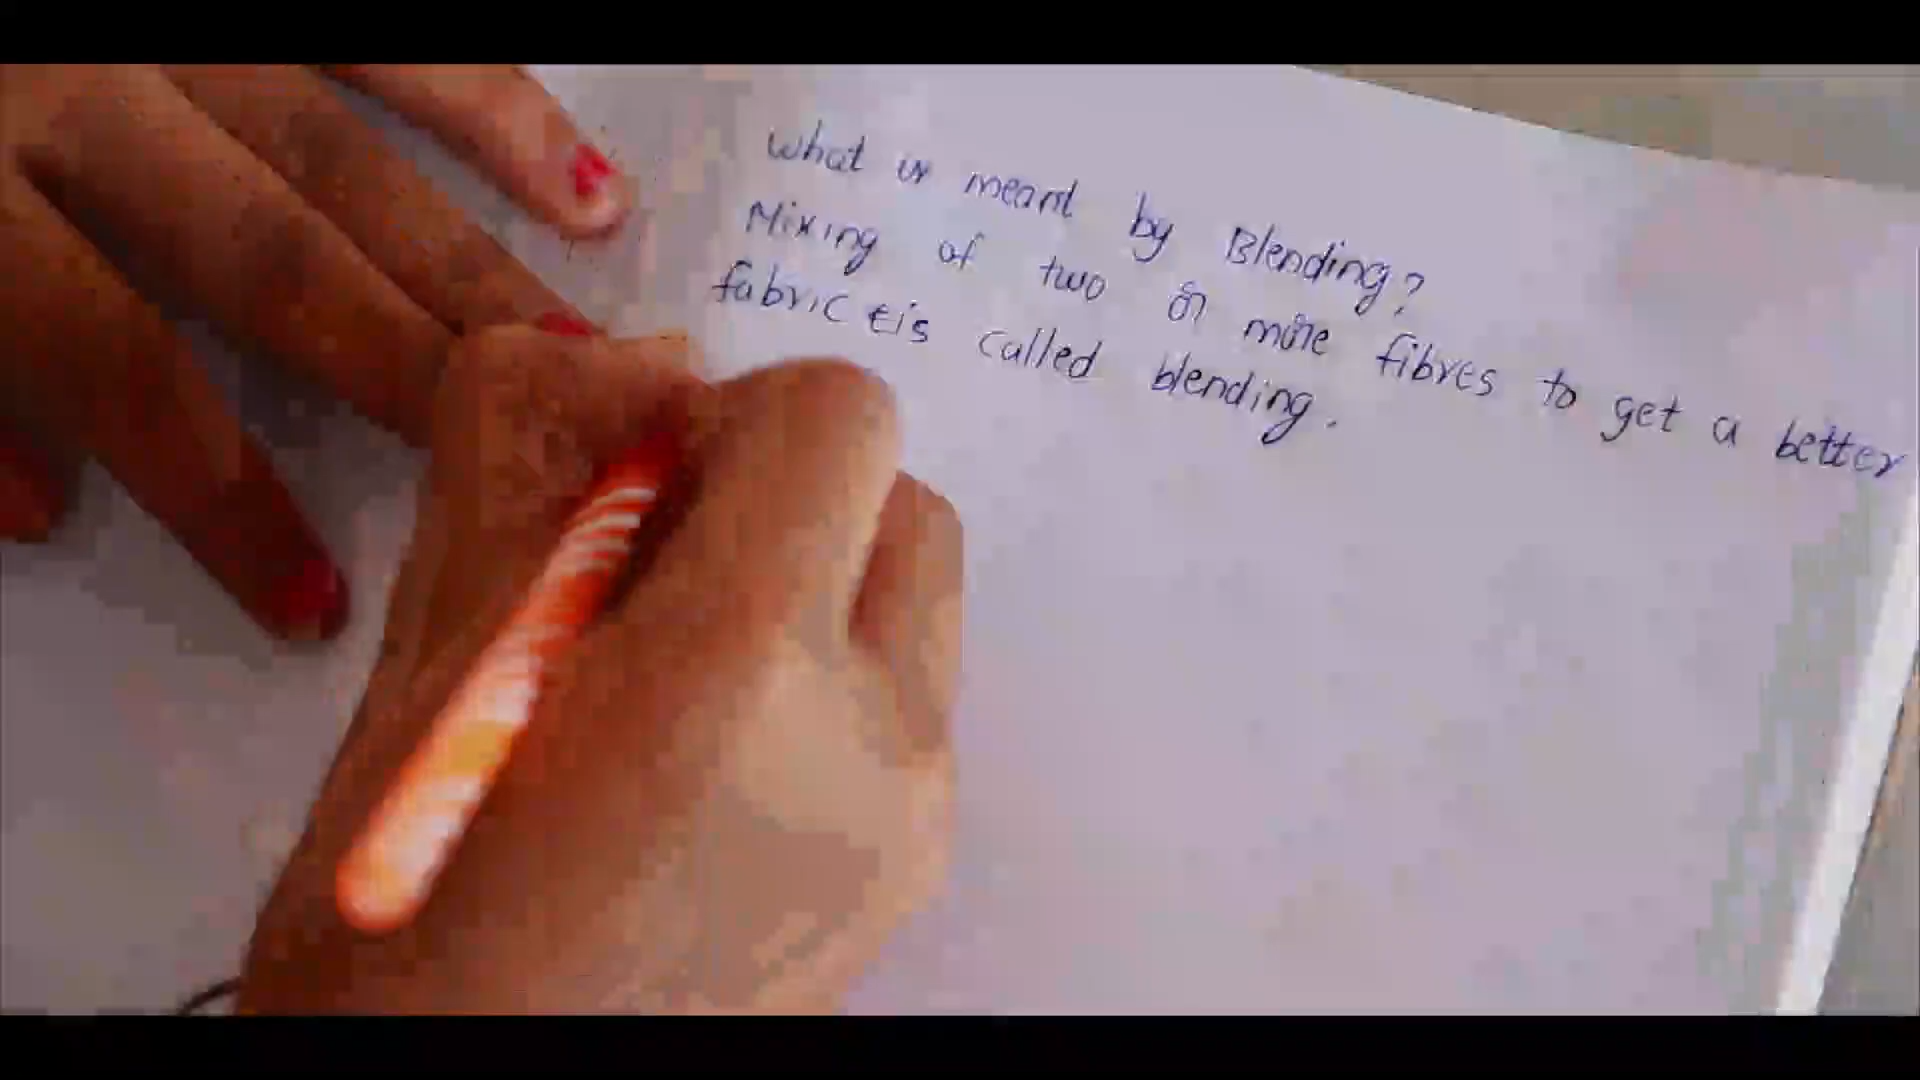 What is meant by Blending?
Mixing of two or more fibres to get a better
fabric is called blending.